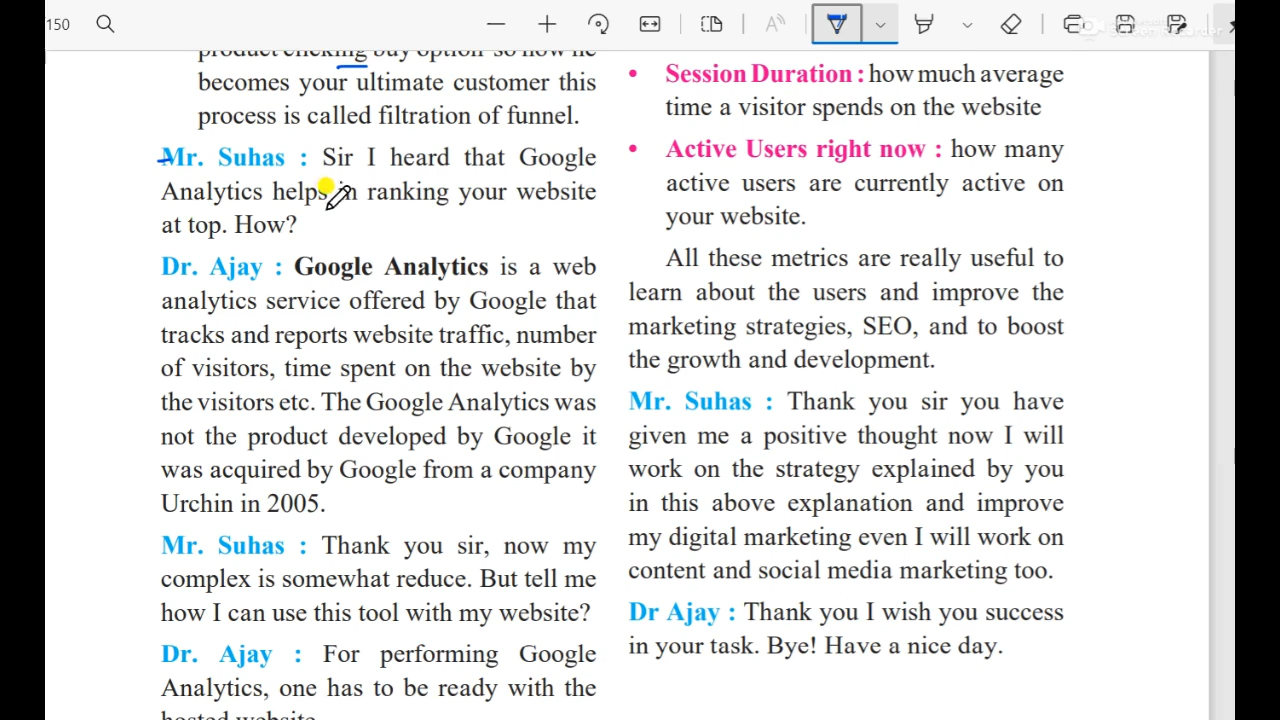 150
product clicking buy option so now he
becomes your ultimate customer this
process is called filtration of funnel.
Mr. Suhas : Sir I heard that Google
Analytics helps in ranking your website
at top. How?
Dr. Ajay : Google Analytics is a web
analytics service offered by Google that
tracks and reports website traffic, number
of visitors, time spent on the website by
the visitors etc. The Google Analytics was
not the product developed by Google it
was acquired by Google from a company
Urchin in 2005.
Mr. Suhas : Thank you sir, now my
complex is somewhat reduce. But tell me
how I can use this tool with my website?
Dr. Ajay : For performing Google
Analytics, one has to be ready with the
hosted website.
• Session Duration : how much average
time a visitor spends on the website
• Active Users right now : how many
active users are currently active on
your website.
All these metrics are really useful to
learn about the users and improve the
marketing strategies, SEO, and to boost
the growth and development.
Mr. Suhas : Thank you sir you have
given me a positive thought now I will
work on the strategy explained by you
in this above explanation and improve
my digital marketing even I will work on
content and social media marketing too.
Dr Ajay : Thank you I wish you success
in your task. Bye! Have a nice day.